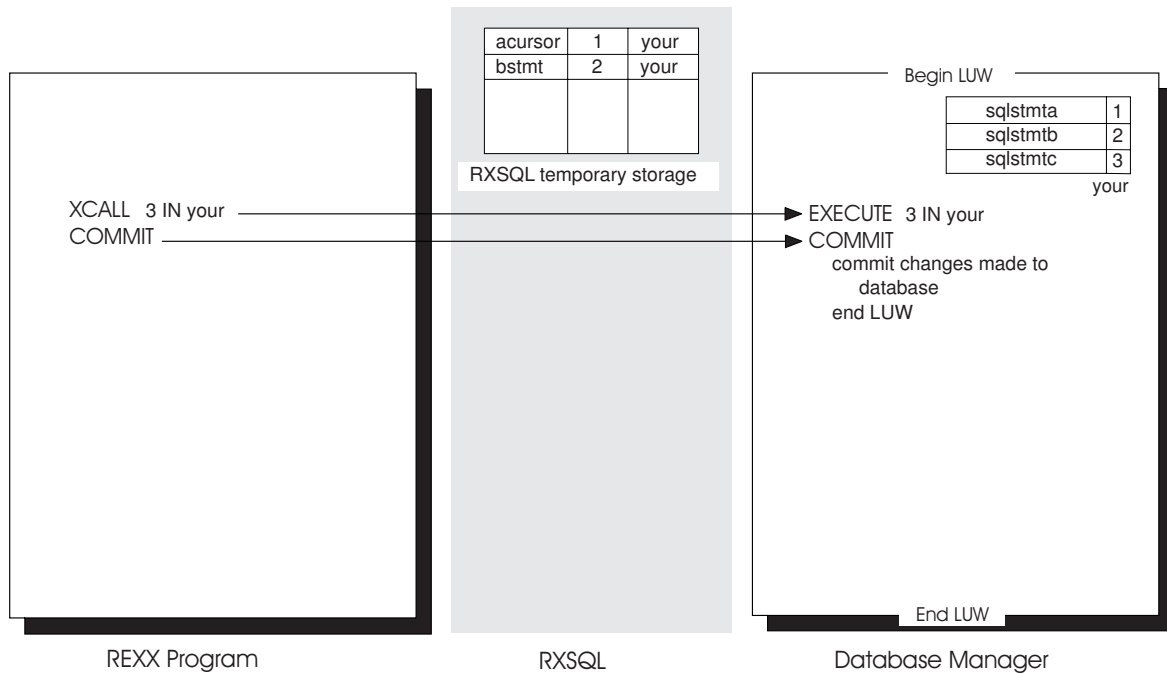 acursor 1 your
bstmt 2 your
RXSQL temporary storage
Begin LUW
sqlstmta 1
sqlstmtb 2
sqlstmtc 3
your
XCALL 3 IN your
EXECUTE 3 IN your
COMMIT
COMMIT
commit changes made to
database
end LUW
End LUW
REXX Program
RXSQL
Database Manager